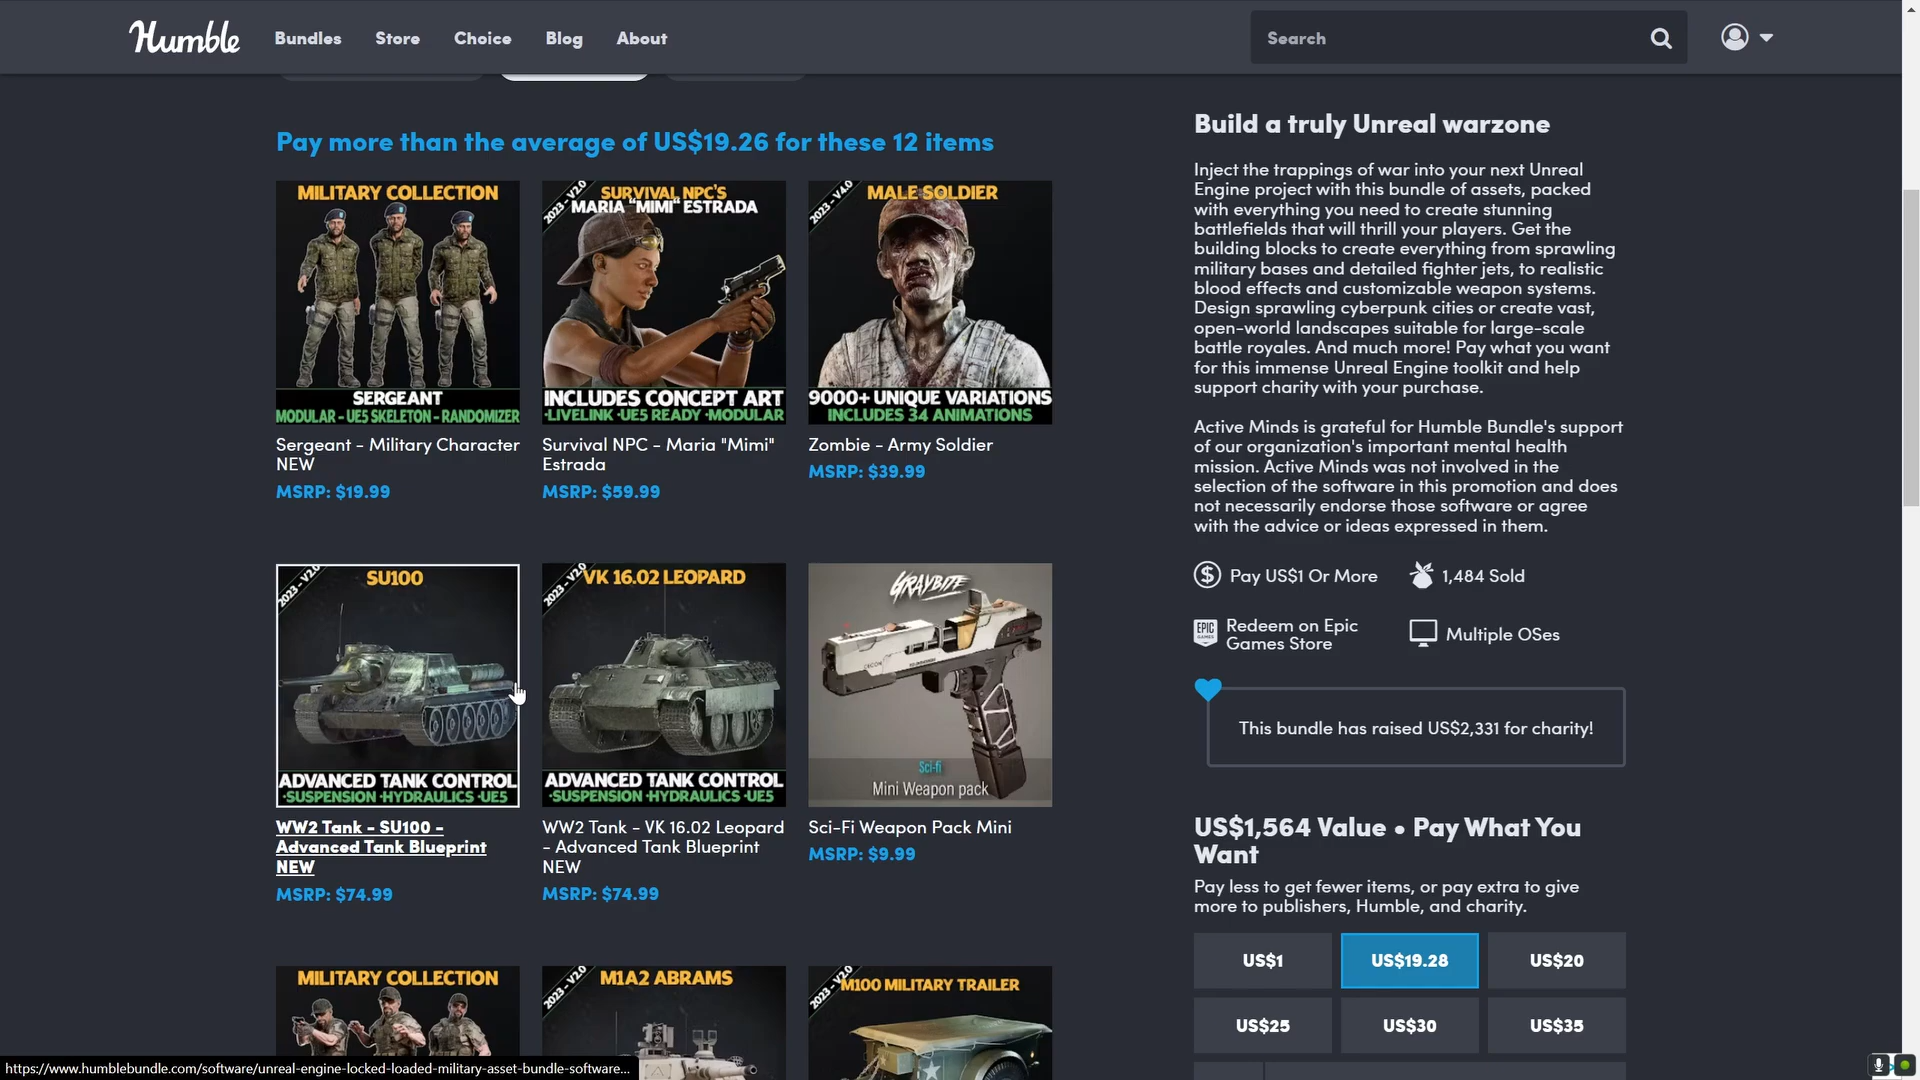 Humble
Bundles
Store
Choice
Blog
About
Search
Pay more than the average of US$19.26 for these 12 items
MILITARY COLLECTION
SERGEANT
MODULAR - UE5 SKELETON - RANDOMIZER
Sergeant - Military Character
NEW
MSRP: $19.99
2023 - V2.0
SURVIVAL NPC'S
MARIA "MIMI" ESTRADA
INCLUDES CONCEPT ART
·LIVELINK ·UE5 READY ·MODULAR
Survival NPC - Maria "Mimi"
Estrada
MSRP: $59.99
2023 - V4.0
MALE SOLDIER
9000+ UNIQUE VARIATIONS
INCLUDES 34 ANIMATIONS
Zombie - Army Soldier
MSRP: $39.99
2023 - V2.0
SU100
ADVANCED TANK CONTROL
·SUSPENSION ·HYDRAULICS ·UE5
WW2 Tank - SU100 -
Advanced Tank Blueprint
NEW
MSRP: $74.99
2023 - V2.0
VK 16.02 LEOPARD
ADVANCED TANK CONTROL
·SUSPENSION ·HYDRAULICS ·UE5
WW2 Tank - VK 16.02 Leopard
- Advanced Tank Blueprint
NEW
MSRP: $74.99
GRAYBITE
Sci-fi
Mini Weapon pack
Sci-Fi Weapon Pack Mini
MSRP: $9.99
MILITARY COLLECTION
2023 - V2.0
M1A2 ABRAMS
2023 - V2.0
M100 MILITARY TRAILER
Build a truly Unreal warzone
Inject the trappings of war into your next Unreal
Engine project with this bundle of assets, packed
with everything you need to create stunning
battlefields that will thrill your players. Get the
building blocks to create everything from sprawling
military bases and detailed fighter jets, to realistic
blood effects and customizable weapon systems.
Design sprawling cyberpunk cities or create vast,
open-world landscapes suitable for large-scale
battle royales. And much more! Pay what you want
for this immense Unreal Engine toolkit and help
support charity with your purchase.
Active Minds is grateful for Humble Bundle's support
of our organization's important mental health
mission. Active Minds was not involved in the
selection of the software in this promotion and does
not necessarily endorse those software or agree
with the advice or ideas expressed in them.
Pay US$1 Or More
1,484 Sold
EPIC
GAMES
Redeem on Epic
Games Store
Multiple OSes
This bundle has raised US$2,331 for charity!
US$1,564 Value • Pay What You
Want
Pay less to get fewer items, or pay extra to give
more to publishers, Humble, and charity.
US$1
US$19.28
US$20
US$25
US$30
US$35
https://www.humblebundle.com/software/unreal-engine-locked-loaded-military-asset-bundle-software...